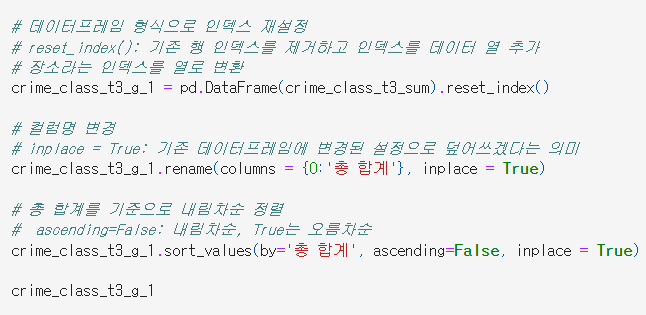 # 데이터프레임 형식으로 인덱스 재설정
# reset_index(): 기존 행 인덱스를 제거하고 인덱스를 데이터 열 추가
# 장소라는 인덱스를 열로 변환
crime_class_t3_g_1 = pd.DataFrame(crime_class_t3_sum).reset_index()
# 컬럼명 변경
# inplace = True: 기존 데이터프레임에 변경된 설정으로 덮어쓰겠다는 의미
crime_class_t3_g_1.rename(columns = {0:'총 합계'}, inplace = True)
# 총 합계를 기준으로 내림차순 정렬
# ascending=False: 내림차순, True는 오름차순
crime_class_t3_g_1.sort_values(by='총 합계', ascending=False, inplace = True)
crime_class_t3_g_1